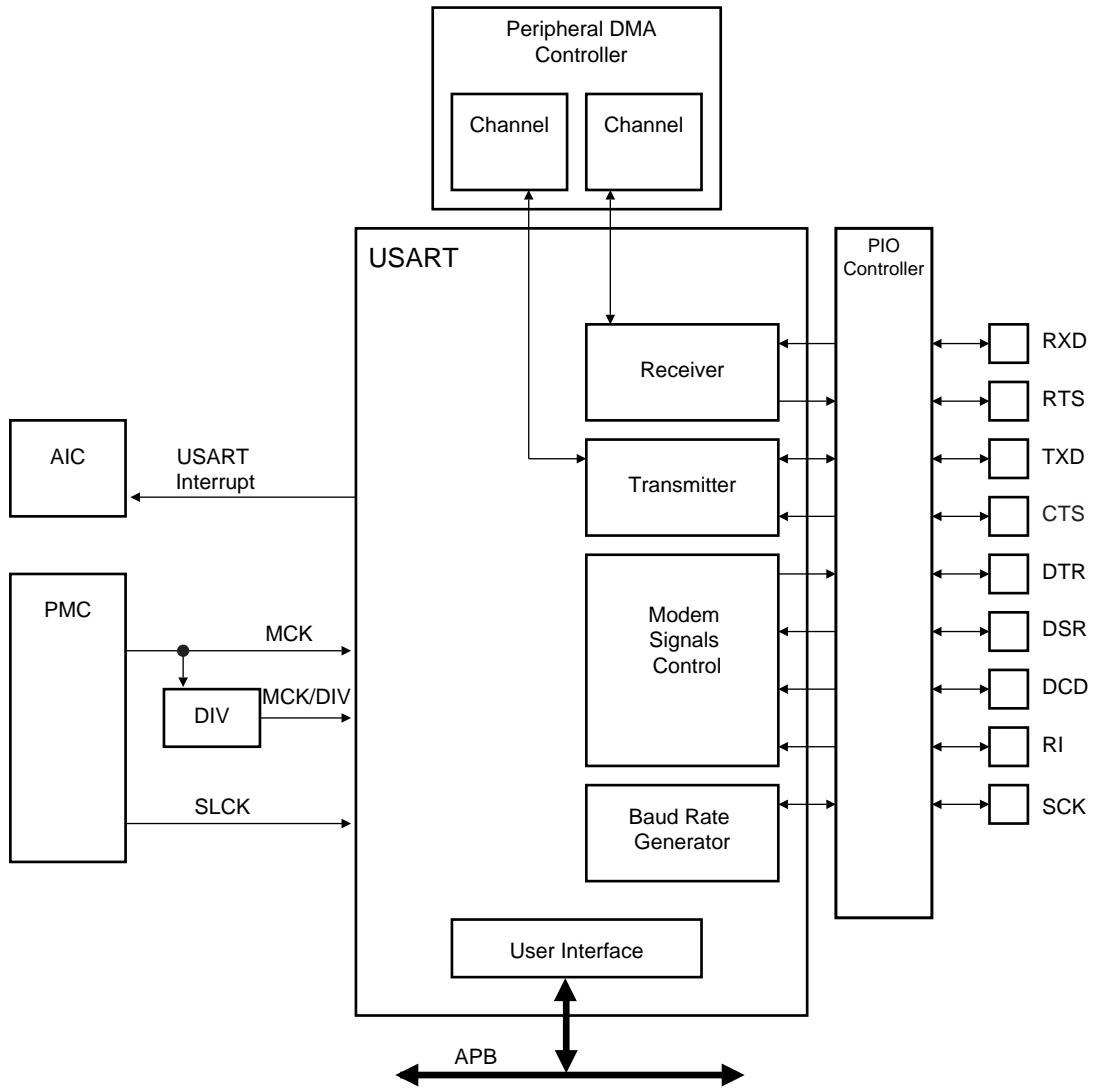 Peripheral DMA
Controller
Channel
Channel
USART
PIO
Controller
Receiver
RXD
RTS
AIC
USART
Interrupt
Transmitter
TXD
CTS
PMC
MCK
DIV
MCK/DIV
SLCK
Modem
Signals
Control
DTR
DSR
DCD
RI
Baud Rate
Generator
SCK
User Interface
APB